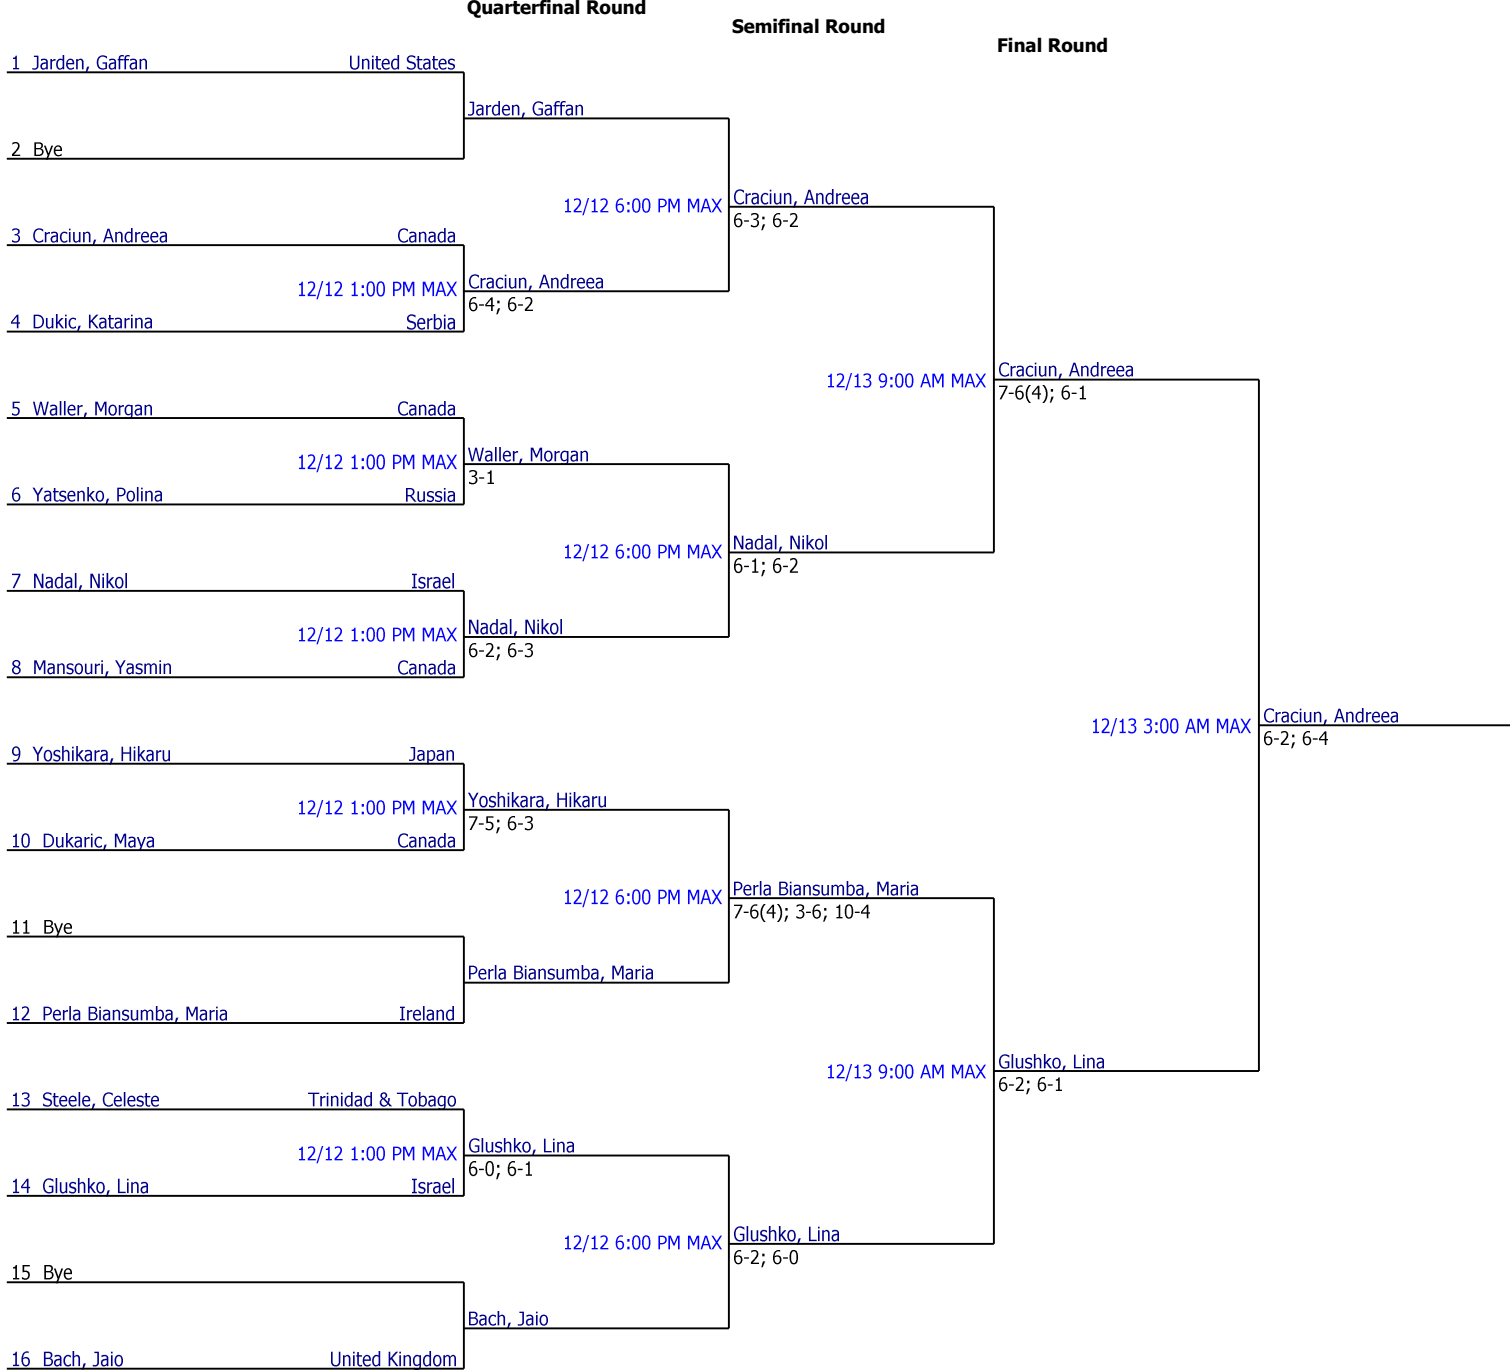 Quarterfinal Round
Semifinal Round
Final Round
1 Jarden, Gaffan United States
Jarden, Gaffan
2 Bye
12/12 6:00 PM MAX Craciun, Andreea
6-3; 6-2
3 Craciun, Andreea Canada
12/12 1:00 PM MAX Craciun, Andreea
6-4; 6-2
4 Dukic, Katarina Serbia
12/13 9:00 AM MAX Craciun, Andreea
7-6(4); 6-1
5 Waller, Morgan Canada
12/12 1:00 PM MAX Waller, Morgan
3-1
6 Yatsenko, Polina Russia
12/12 6:00 PM MAX Nadal, Nikol
6-1; 6-2
7 Nadal, Nikol Israel
12/12 1:00 PM MAX Nadal, Nikol
6-2; 6-3
8 Mansouri, Yasmin Canada
12/13 3:00 AM MAX Craciun, Andreea
6-2; 6-4
9 Yoshikara, Hikaru Japan
12/12 1:00 PM MAX Yoshikara, Hikaru
7-5; 6-3
10 Dukaric, Maya Canada
12/12 6:00 PM MAX Perla Biansumba, Maria
7-6(4); 3-6; 10-4
11 Bye
Perla Biansumba, Maria
12 Perla Biansumba, Maria Ireland
12/13 9:00 AM MAX Glushko, Lina
6-2; 6-1
13 Steele, Celeste Trinidad & Tobago
12/12 1:00 PM MAX Glushko, Lina
6-0; 6-1
14 Glushko, Lina Israel
12/12 6:00 PM MAX Glushko, Lina
6-2; 6-0
15 Bye
Bach, Jaio
16 Bach, Jaio United Kingdom